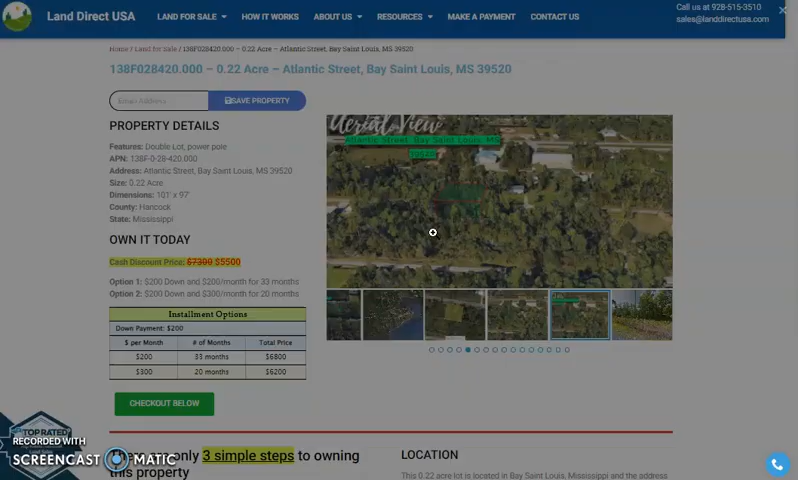 Land Direct USA
LAND FOR SALE
HOW IT WORKS
ABOUT US
RESOURCES
MAKE A PAYMENT
CONTACT US
Call us at 928-515-3510
sales@landdirectusa.com
Home / Land for Sale / 138F028420.000 – 0.22 Acre – Atlantic Street, Bay Saint Louis, MS 39520
138F028420.000 – 0.22 Acre – Atlantic Street, Bay Saint Louis, MS 39520
Email Address
SAVE PROPERTY
PROPERTY DETAILS
Features: Double Lot, power pole
APN: 138F-0-28-420.000
Address: Atlantic Street, Bay Saint Louis, MS 39520
Size: 0.22 Acre
Dimensions: 101' x 97'
County: Hancock
State: Mississippi
OWN IT TODAY
Cash Discount Price: $7300 $5500
Option 1: $200 Down and $200/month for 33 months
Option 2: $200 Down and $300/month for 20 months
Installment Options
Down Payment: $200
$ per Month # of Months Total Price
$200 33 months $6800
$300 20 months $6200
CHECKOUT BELOW
Aerial View
Atlantic Street, Bay Saint Louis, MS
TOP RATED
RECORDED WITH
SCREENCAST MATIC
There are only 3 simple steps to owning
this property
LOCATION
This 0.22 acre lot is located in Bay Saint Louis, Mississippi and the address